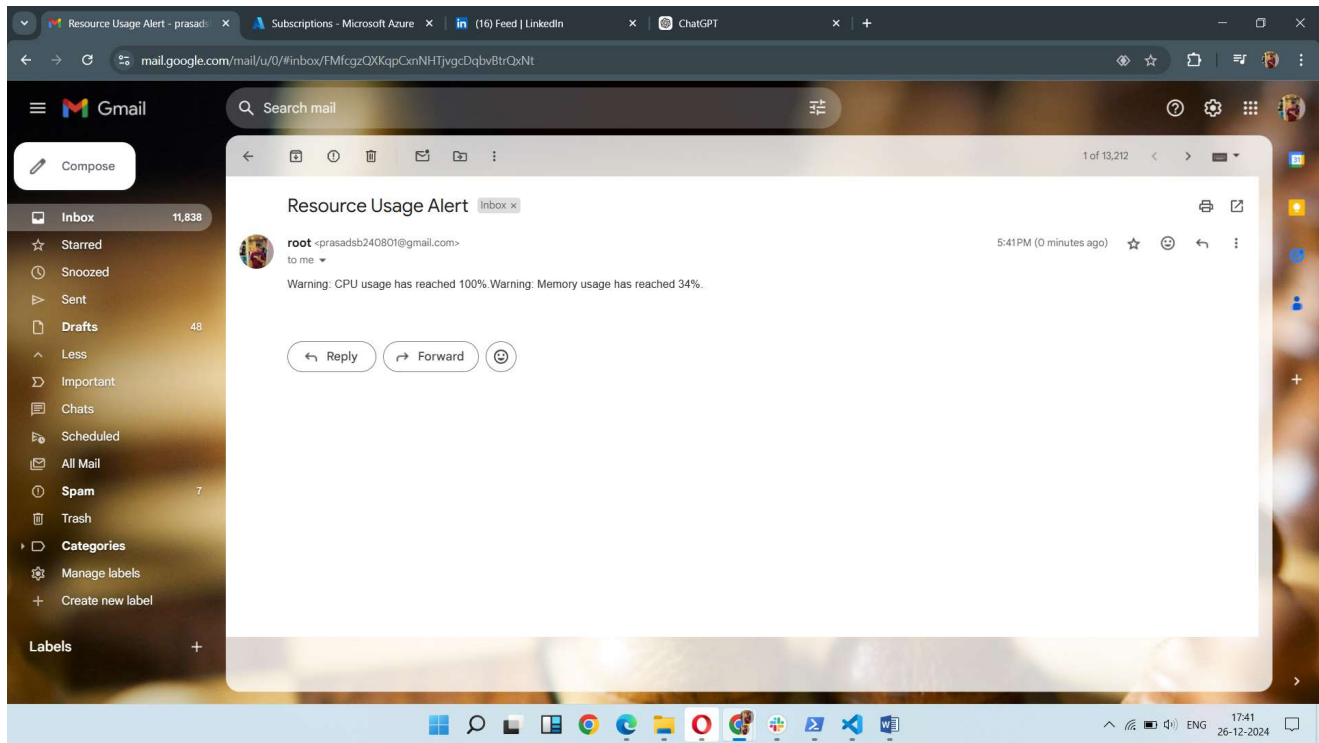 Resource Usage Alert - prasads
Subscriptions - Microsoft Azure
in (16) Feed | LinkedIn
ChatGPT
mail.google.com/mail/u/0/#inbox/FMfcgzQXKqpCxnNHTjvgcDqbvBtrQxNt
Gmail
Search mail
Compose
1 of 13,212
31
Resource Usage Alert Inbox ×
Inbox 11,838
root <prasadsb240801@gmail.com> 5:41 PM (0 minutes ago)
Starred
to me
Snoozed
Warning: CPU usage has reached 100%.Warning: Memory usage has reached 34%.
Sent
Drafts 48
Less
Reply Forward
Important
Chats
Scheduled
All Mail
Spam 7
Trash
Categories
Manage labels
Create new label
Labels
ENG
17:41
26-12-2024